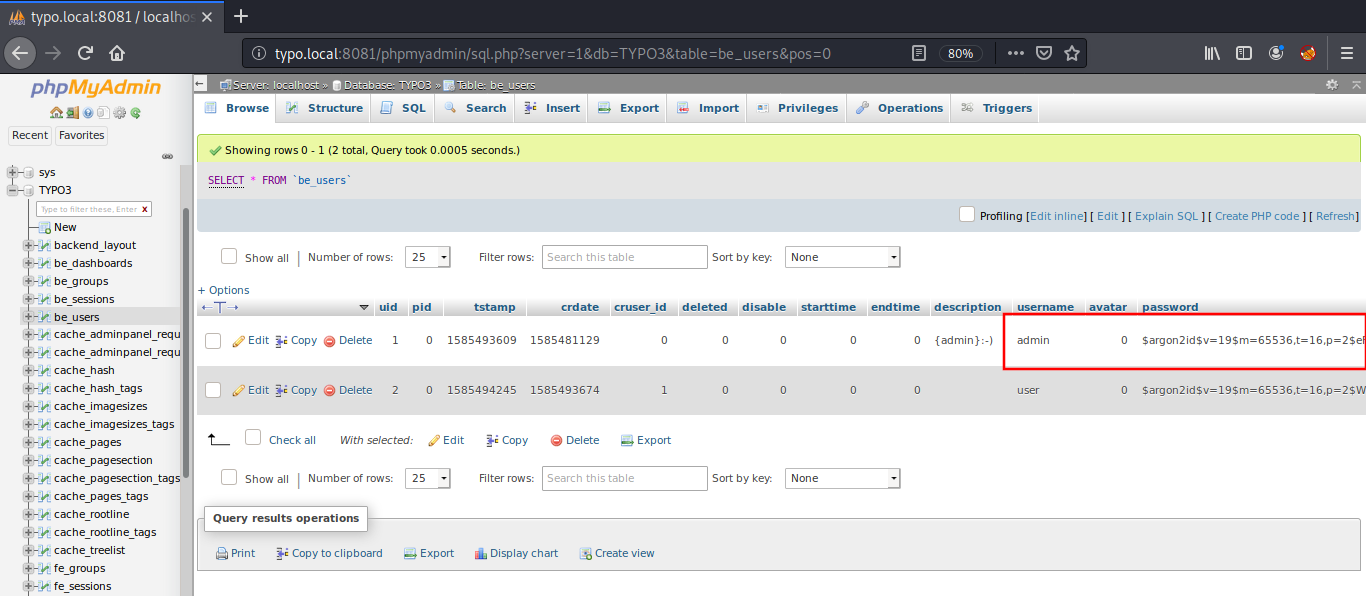 typo.local:8081 / localhos
typo.local:8081/phpmyadmin/sql.php?server=1&db=TYPO3&table=be_users&pos=0
80%
phpMyAdmin
Recent Favorites
sys
TYPO3
Type to filter these, Enter X
New
backend_layout
be_dashboards
be_groups
be_sessions
be_users
cache_adminpanel_requ
cache_adminpanel_requ
cache_hash
cache_hash_tags
cache_imagesizes
cache_imagesizes_tags
cache_pages
cache_pagesection
cache_pagesection_tags
cache_pages_tags
cache_rootline
cache_rootline_tags
cache_treelist
fe_groups
fe_sessions
Server: localhost » Database: TYPO3 » Table: be_users
Browse Structure SQL Search Insert Export Import Privileges Operations Triggers
Showing rows 0 - 1 (2 total, Query took 0.0005 seconds.)
SELECT * FROM `be_users`
Profiling [Edit inline] [ Edit ] [ Explain SQL ] [ Create PHP code ] [ Refresh]
Show all | Number of rows: 25 Filter rows: Search this table Sort by key: None
+ Options
←T→ uid pid tstamp crdate cruser_id deleted disable starttime endtime description username avatar password
Edit Copy Delete 1 0 1585493609 1585481129 0 0 0 0 0 {admin}:-) admin 0 $argon2id$v=19$m=65536,t=16,p=2$eF
Edit Copy Delete 2 0 1585494245 1585493674 1 0 0 0 0 user 0 $argon2id$v=19$m=65536,t=16,p=2$W
Check all With selected: Edit Copy Delete Export
Show all | Number of rows: 25 Filter rows: Search this table Sort by key: None
Query results operations
Print Copy to clipboard Export Display chart Create view